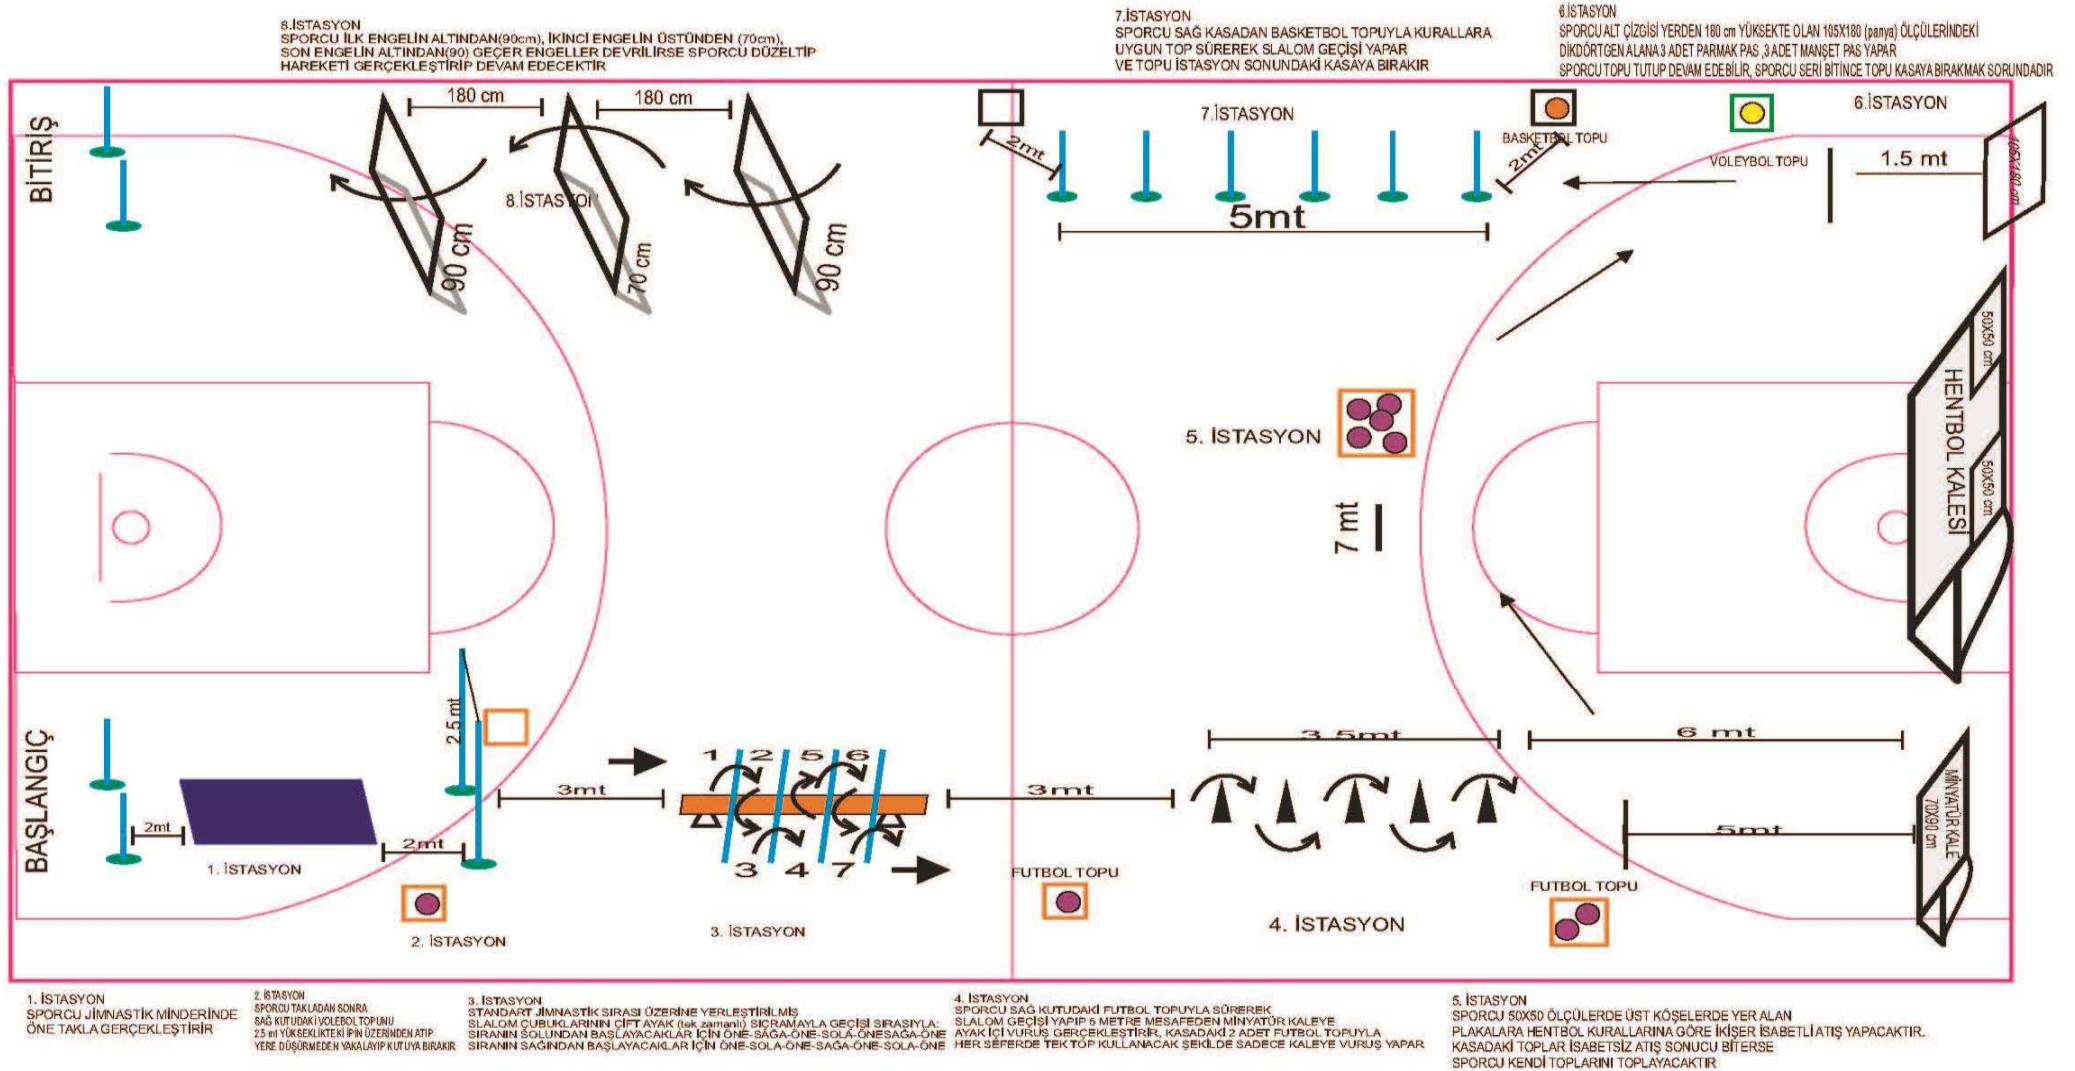 8.İSTASYON
SPORCU İLK ENGELİN ALTINDAN(90cm), İKİNCİ ENGELİN ÜSTÜNDEN (70cm),
SON ENGELİN ALTINDAN(90) GEÇER ENGELLER DEVRİLİRSE SPORCU DÜZELTİP
HAREKETİ GERÇEKLEŞTİRİP DEVAM EDECEKTİR
7.İSTASYON
SPORCU SAĞ KASADAN BASKETBOL TOPUYLA KURALLARA
UYGUN TOP SÜREREK SLALOM GEÇİŞİ YAPAR
VE TOPU İSTASYON SONUNDAKİ KASAYA BIRAKIR
6.İSTASYON
SPORCU ALT ÇİZGİSİ YERDEN 180 cm YÜKSEKTE OLAN 105X180 (panya) ÖLÇÜLERİNDEKİ
DİKDÖRTGEN ALANA 3 ADET PARMAK PAS ,3 ADET MANŞET PAS YAPAR
SPORCU TOPU TUTUP DEVAM EDEBİLİR, SPORCU SERİ BİTİNCE TOPU KASAYA BIRAKMAK SORUNDADIR
BİTİRİŞ
180 cm
180 cm
8.İSTASYON
90 cm
70 cm
90 cm
7.İSTASYON
2mt
5mt
BASKETBOL TOPU
2mt
6.İSTASYON
VOLEYBOL TOPU
1.5 mt
105X180 cm
5. İSTASYON
7 mt
50X50 cm
HENTBOL KALESİ
50X50 cm
BAŞLANGIÇ
2mt
1. İSTASYON
2mt
2.5 mt
2. İSTASYON
3mt
1 2 5 6
3 4 7
3. İSTASYON
3mt
FUTBOL TOPU
3.5mt
4. İSTASYON
6 mt
5mt
FUTBOL TOPU
MİNYATÜR KALE
70X90 cm
1. İSTASYON
SPORCU JİMNASTİK MİNDERİNDE
ÖNE TAKLA GERÇEKLEŞTİRİR
2. İSTASYON
SPORCU TAKLADAN SONRA
SAĞ KUTUDAKİ VOLEBOL TOPUNU
2.5 mt YÜKSEKLİKTEKİ İPİN ÜZERİNDEN ATIP
YERE DÜŞÜRMEDEN YAKALAYIP KUTUYA BIRAKIR
3. İSTASYON
STANDART JİMNASTİK SIRASI ÜZERİNE YERLEŞTİRİLMİŞ
SLALOM ÇUBUKLARININ ÇİFT AYAK (tek zamanlı) SIÇRAMAYLA GEÇİŞİ SIRASIYLA:
SIRANIN SOLUNDAN BAŞLAYACAKLAR İÇİN ÖNE-SAĞA-ÖNE-SOLA-ÖNESAĞA-ÖNE
SIRANIN SAĞINDAN BAŞLAYACAKLAR İÇİN ÖNE-SOLA-ÖNE-SAĞA-ÖNE-SOLA-ÖNE
4. İSTASYON
SPORCU SAĞ KUTUDAKİ FUTBOL TOPUYLA SÜREREK
SLALOM GEÇİŞİ YAPIP 5 METRE MESAFEDEN MİNYATÜR KALEYE
AYAK İÇİ VURUŞ GERÇEKLEŞTİRİR, KASADAKİ 2 ADET FUTBOL TOPUYLA
HER SEFERDE TEK TOP KULLANACAK ŞEKİLDE SADECE KALEYE VURUŞ YAPAR
5. İSTASYON
SPORCU 50X50 ÖLÇÜLERDE ÜST KÖŞELERDE YER ALAN
PLAKALARA HENTBOL KURALLARINA GÖRE İKİŞER İSABETLİ ATIŞ YAPACAKTIR.
KASADAKİ TOPLAR İSABETSİZ ATIŞ SONUCU BİTERSE
SPORCU KENDİ TOPLARINI TOPLAYACAKTIR